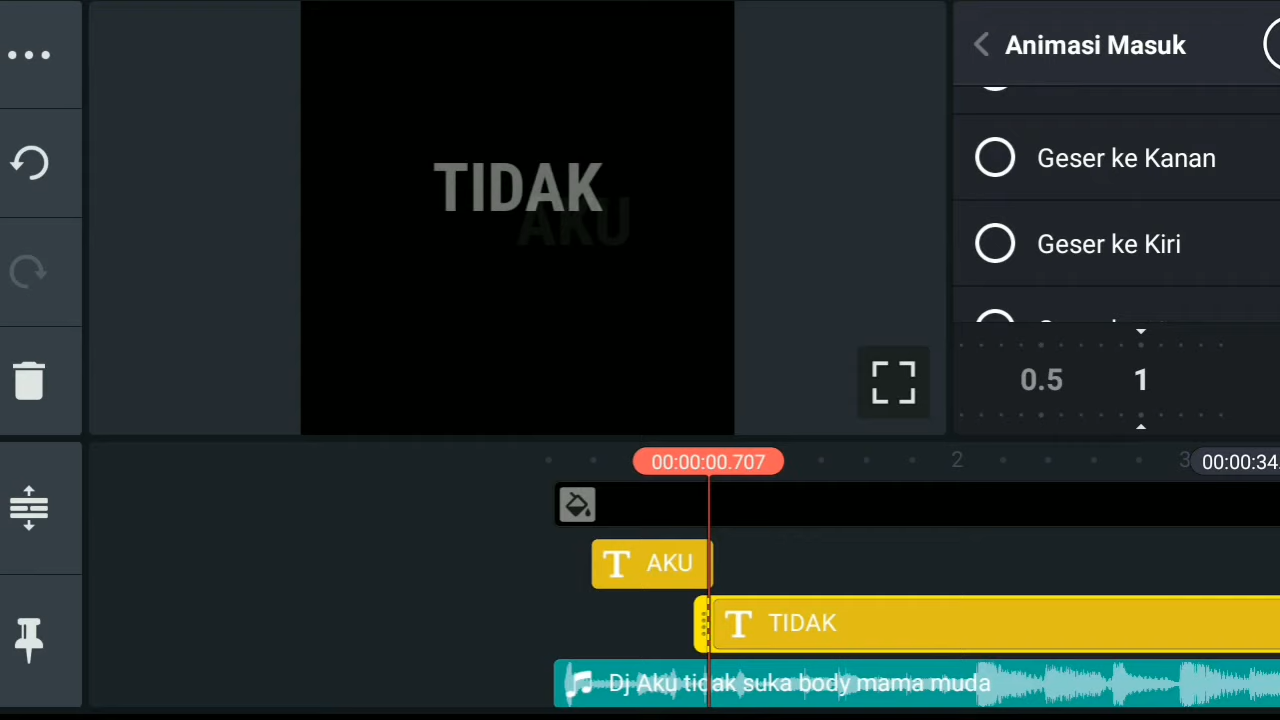 Animasi Masuk
TIDAK
AKU
Geser ke Kanan
Geser ke Kiri
0.5 1
00:00:00.707 2 3 00:00:34.
T AKU
T TIDAK
Dj Aku tidak suka body mama muda